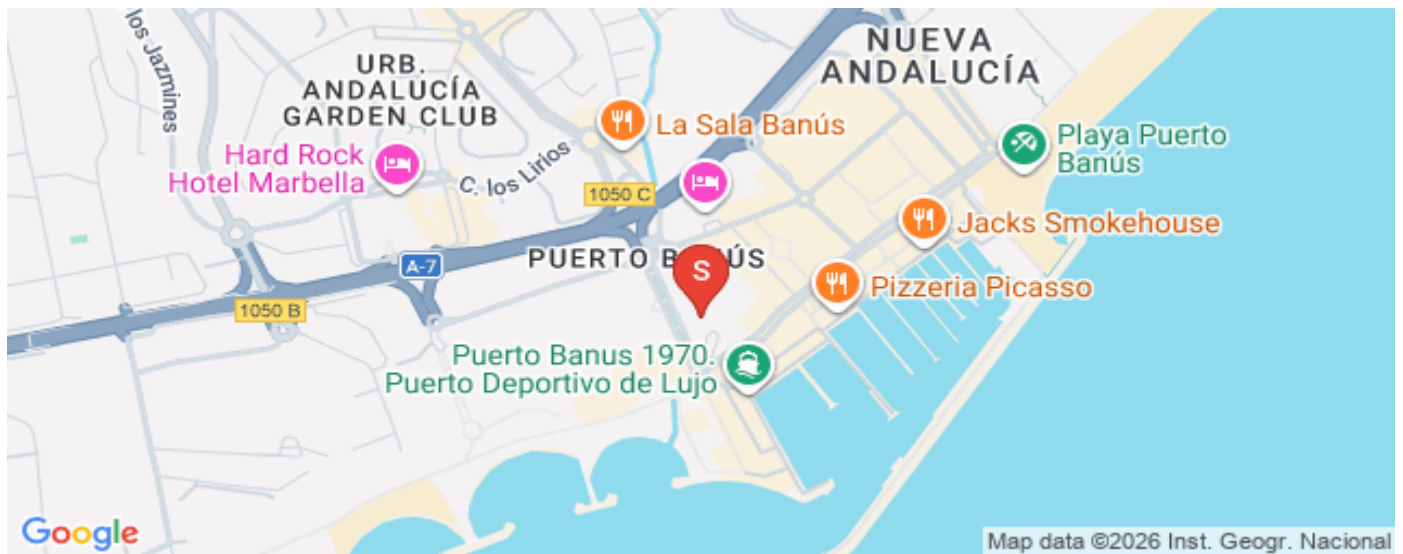 los Jazmines
URB.
ANDALUCÍA
GARDEN CLUB
NUEVA
ANDALUCÍA
La Sala Banús
Playa Puerto
Banús
Hard Rock
Hotel Marbella
C. los Lirios
1050 C
Jacks Smokehouse
PUERTO B NÚS
S
A-7
Pizzeria Picasso
1050 B
Puerto Banus 1970.
Puerto Deportivo de Lujo
Google
Map data ©2026 Inst. Geogr. Nacional